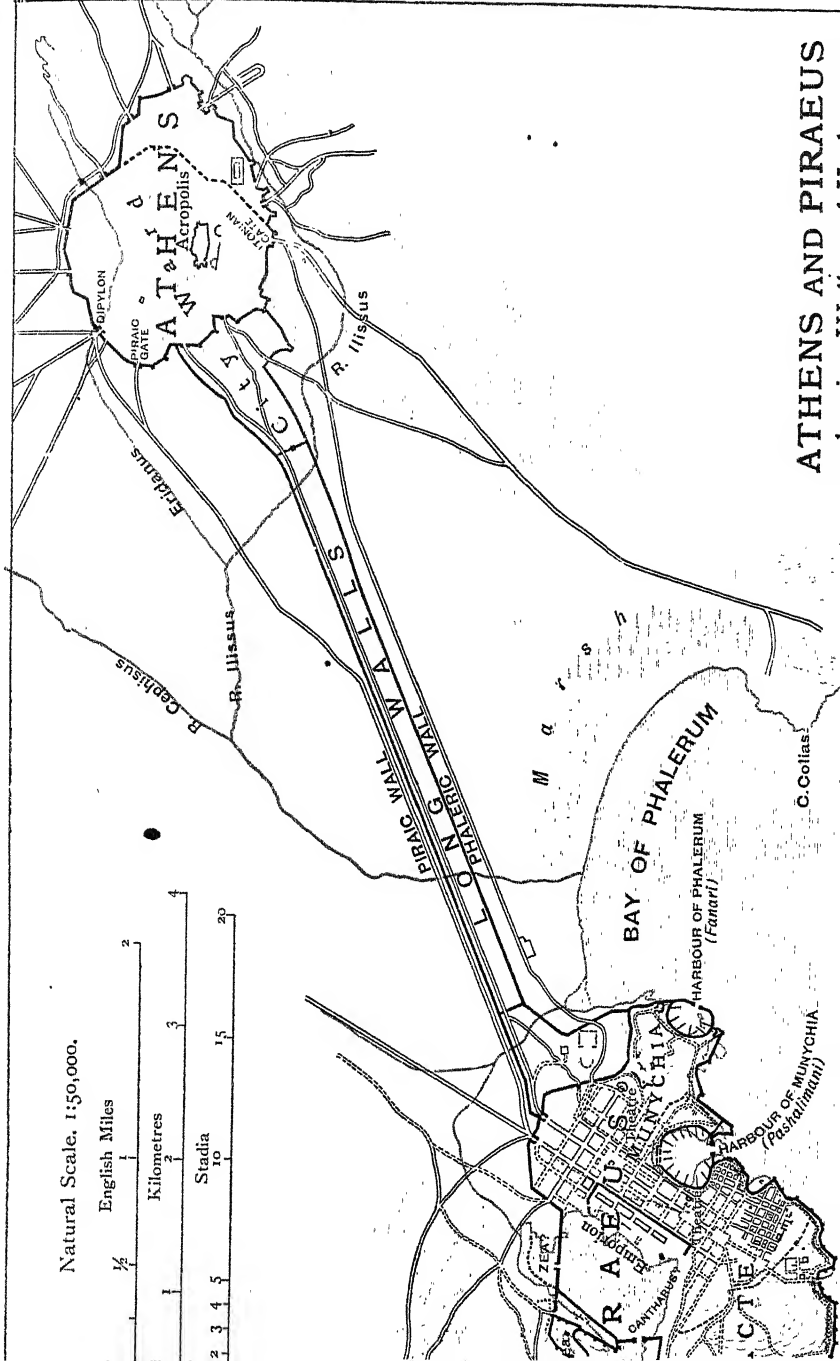 Natural Scale. 1:50,000.
½ 1 2
English Miles
1 2 3 4
Kilometres
2 3 4 5 10 15 20
Stadia
ATHENS
Acropolis
City Ward
DIPYLON
PIRAIC
GATE
ITONIAN
GATE
Eridanus
R. Cephisus
R. Ilissus
R. Ilissus
PIRAIC WALL
LONG WALLS
PHALERIC WALL
Marsh
BAY OF PHALERUM
C. Colias
HARBOUR OF PHALERUM
(Fanari)
HARBOUR OF MUNYCHIA
(Pashalimani)
MUNYCHIA
Theatre
RAEUS
Emporion
ZEA?
CANTHARUS?
Theatre
ACTE
ATHENS AND PIRAEUS